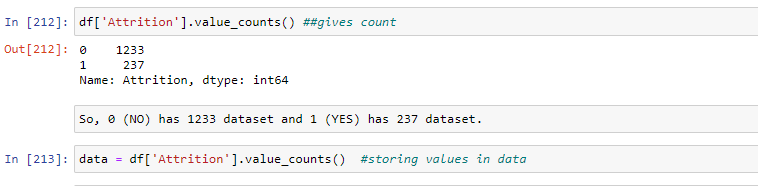 In [212]: df['Attrition'].value_counts() ##gives count
Out[212]: 0    1233
1     237
Name: Attrition, dtype: int64
So, 0 (NO) has 1233 dataset and 1 (YES) has 237 dataset.
In [213]: data = df['Attrition'].value_counts()  #storing values in data